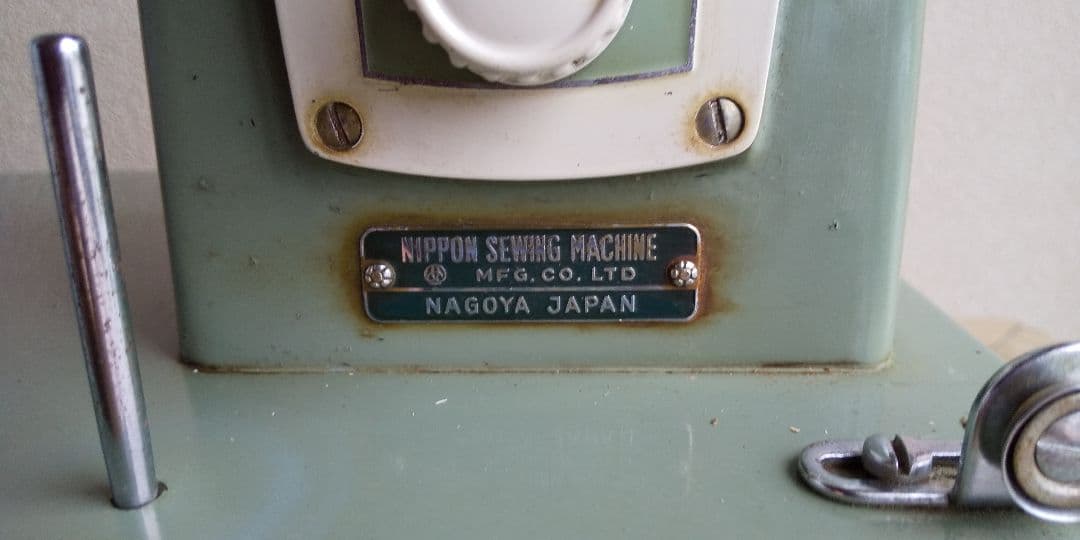 NIPPON SEWING MACHINE
MFG. CO. LTD
NAGOYA JAPAN